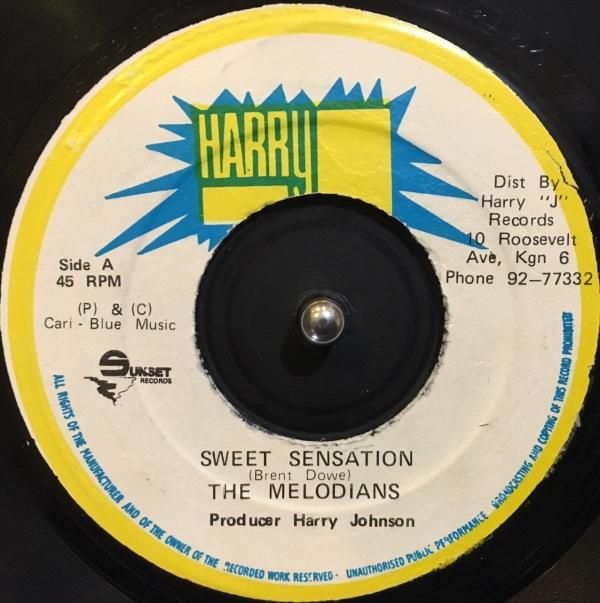 HARRY
Dist By
Harry "J"
Records
10 Roosevelt
Ave, Kgn 6
Phone 92-77332
Side A
45 RPM
(P) & (C)
Cari - Blue Music
SUNSET
RECORDS
SWEET SENSATION
(Brent Dowe)
THE MELODIANS
Producer Harry Johnson
ALL RIGHTS OF THE MANUFACTURER AND OF THE OWNER OF THE RECORDED WORK RESERVED - UNAUTHORISED PUBLIC PERFORMANCE BROADCASTING AND COPYING OF THIS RECORD PROHIBITED